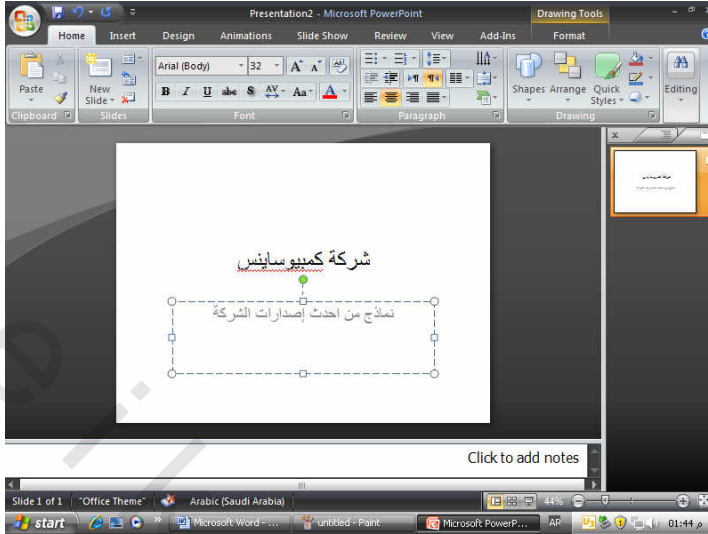 Presentation2 - Microsoft PowerPoint
Drawing Tools
Home Insert Design Animations Slide Show Review View Add-Ins Format
Arial (Body) 32
Paste
New Slide
B I U abc S AV Aa A
Shapes Arrange Quick Styles
Editing
Clipboard Slides Font Paragraph Drawing
شركة كمبيوساينس
نماذج من احدث إصدارات الشركة
Click to add notes
Slide 1 of 1 "Office Theme" Arabic (Saudi Arabia) 44%
start Microsoft Word - ... untitled - Paint Microsoft PowerP... AR 01:44 م